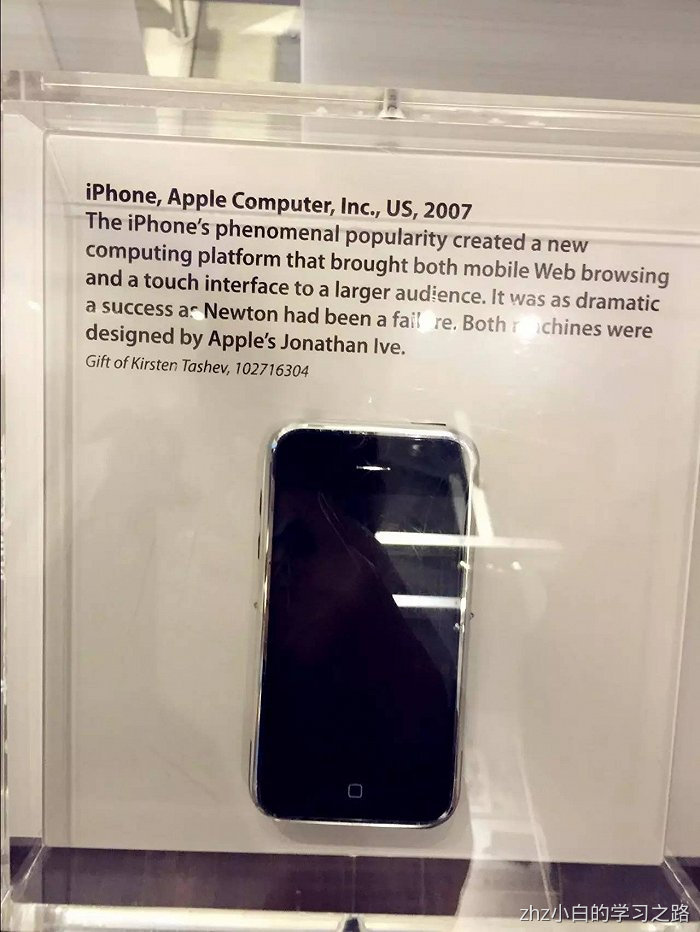 iPhone, Apple Computer, Inc., US, 2007
The iPhone's phenomenal popularity created a new
computing platform that brought both mobile Web browsing
and a touch interface to a larger audience. It was as dramatic
a success as Newton had been a failure. Both machines were
designed by Apple's Jonathan Ive.
Gift of Kirsten Tashev, 102716304
zhz小白的学习之路